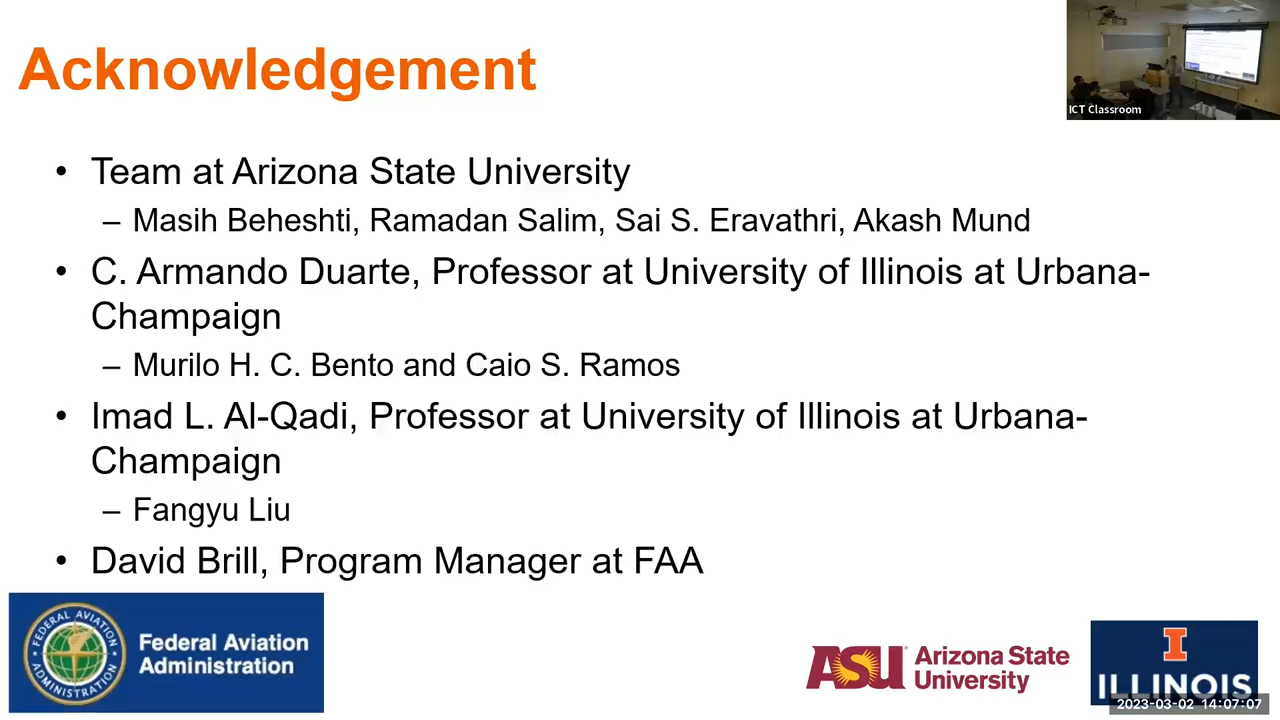 Acknowledgement
ICT Classroom
• Team at Arizona State University
– Masih Beheshti, Ramadan Salim, Sai S. Eravathri, Akash Mund
• C. Armando Duarte, Professor at University of Illinois at Urbana-
Champaign
– Murilo H. C. Bento and Caio S. Ramos
• Imad L. Al-Qadi, Professor at University of Illinois at Urbana-
Champaign
– Fangyu Liu
• David Brill, Program Manager at FAA
FEDERAL AVIATION
ADMINISTRATION
Federal Aviation
Administration
ASU Arizona State
University
I
ILLINOIS
2023-03-02 14:07:07